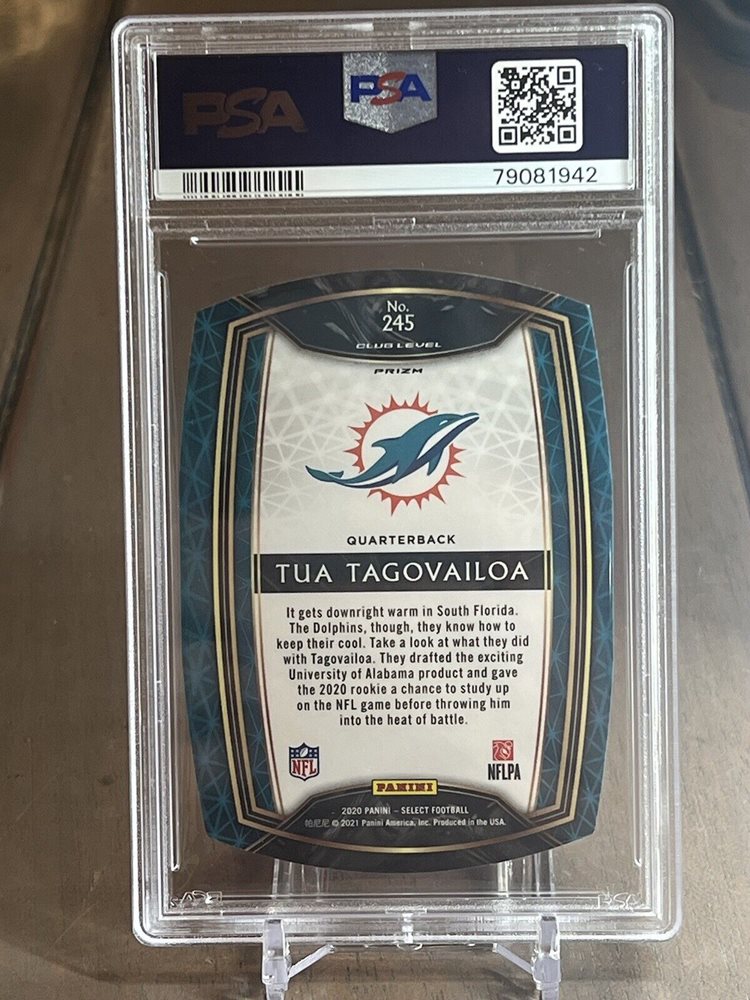 PSA
PSA
79081942
No.
245
CLUB LEVEL
PRIZM
QUARTERBACK
TUA TAGOVAILOA
It gets downright warm in South Florida.
The Dolphins, though, they know how to
keep their cool. Take a look at what they did
with Tagovailoa. They drafted the exciting
University of Alabama product and gave
the 2020 rookie a chance to study up
on the NFL game before throwing him
into the heat of battle.
NFL
NFLPA
PANINI
2020 PANINI – SELECT FOOTBALL
帕尼尼 © 2021 Panini America, Inc. Produced in the USA.
PSA